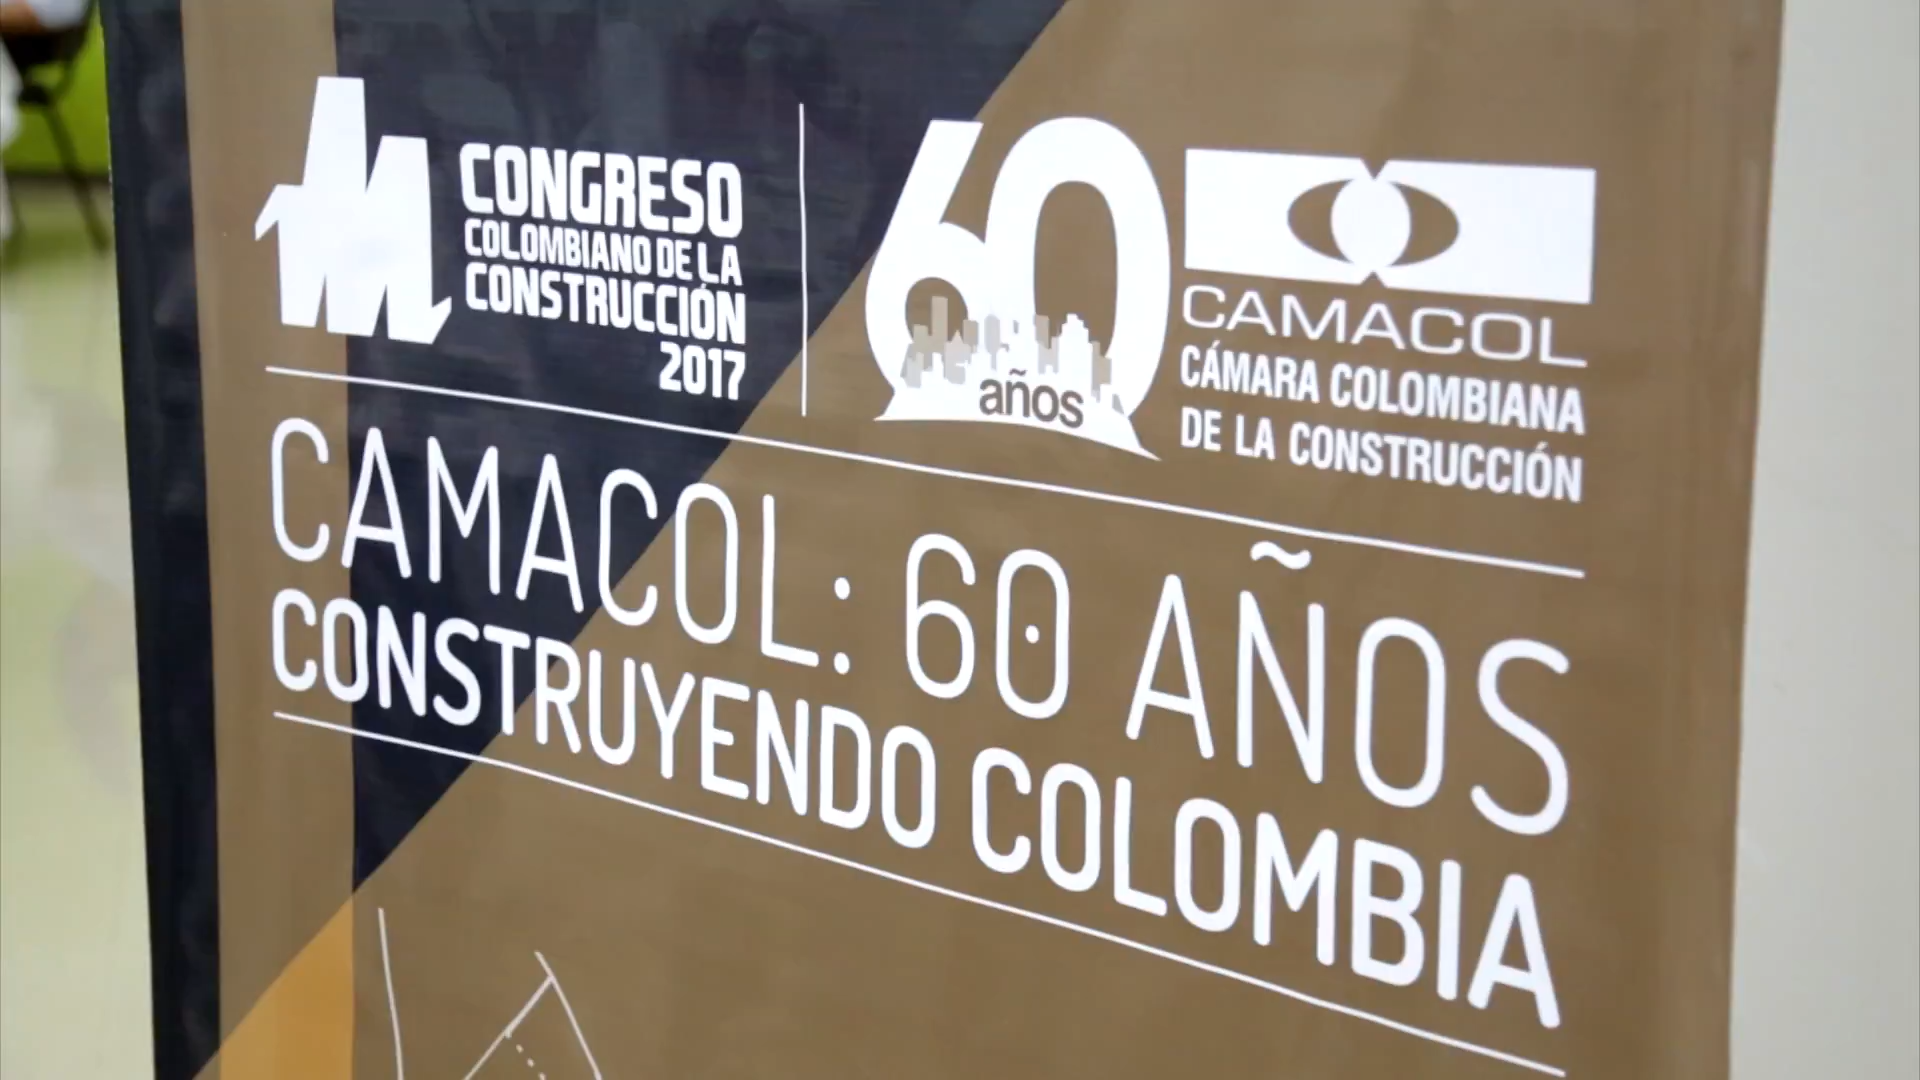 CONGRESO
COLOMBIANO DE LA
CONSTRUCCIÓN
2017
60
años
CAMACOL
CÁMARA COLOMBIANA
DE LA CONSTRUCCIÓN
CAMACOL: 60 AÑOS
CONSTRUYENDO COLOMBIA